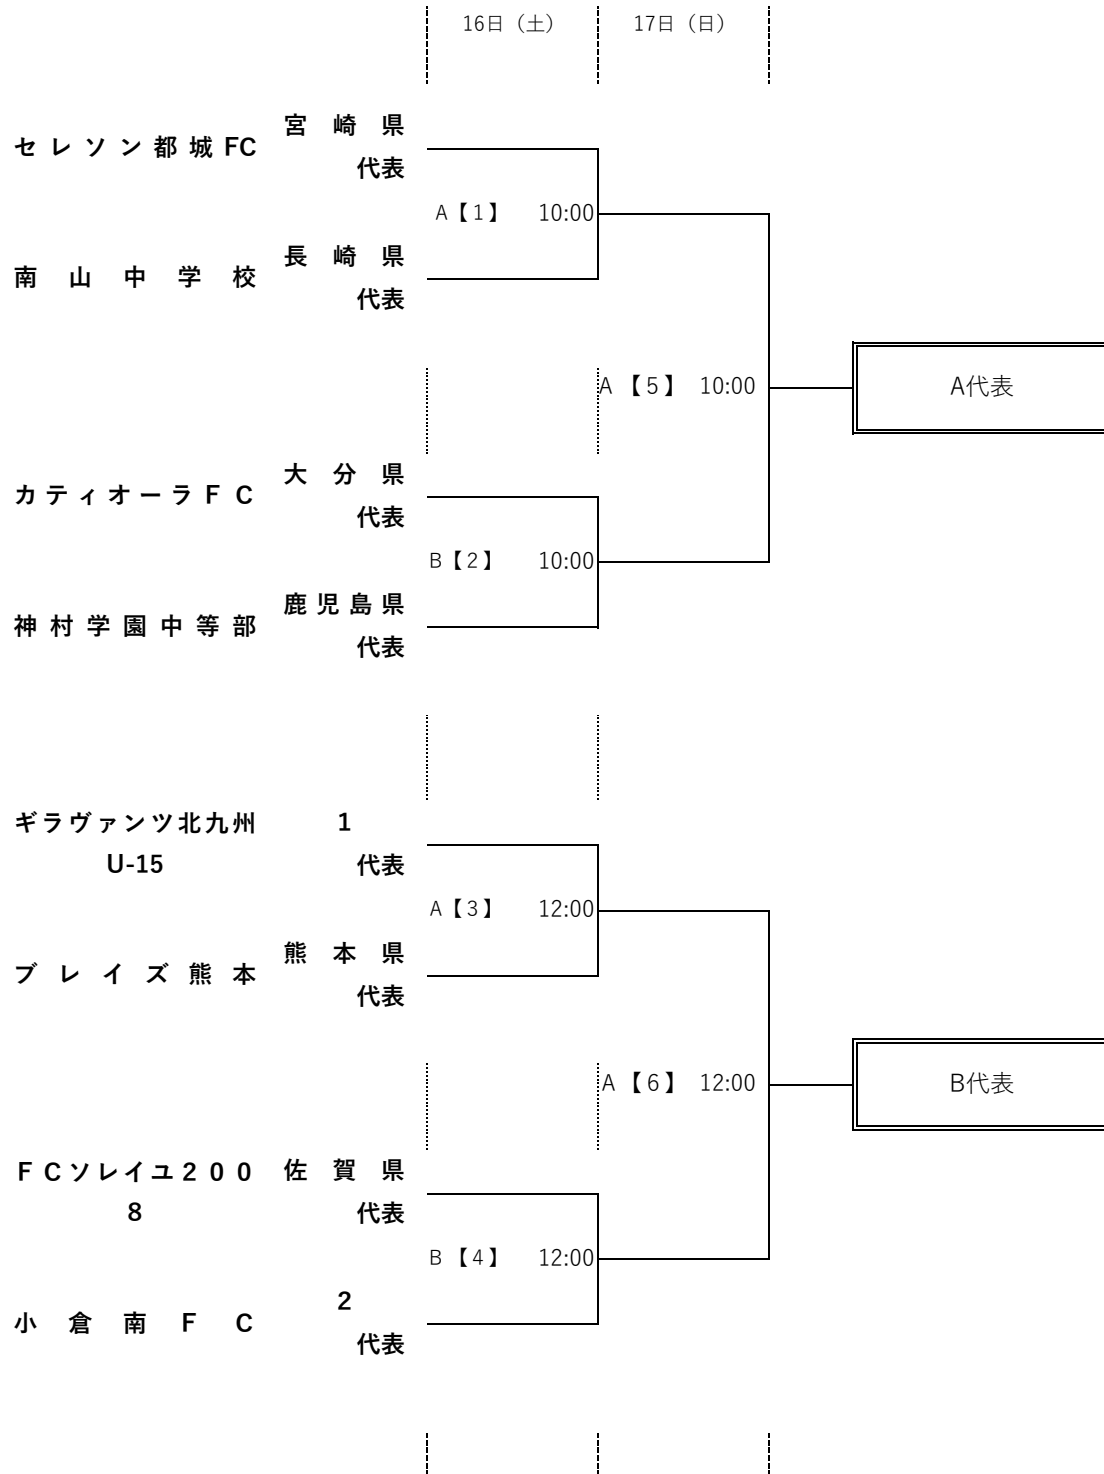 16日（土） 17日（日）
セレソン都城FC 宮崎県
代表
A【1】 10:00
南山中学校 長崎県
代表
A【5】 10:00 A代表
カティオーラＦＣ 大分県
代表
B【2】 10:00
神村学園中等部 鹿児島県
代表
ギラヴァンツ北九州 1
U-15 代表
A【3】 12:00
ブレイズ熊本 熊本県
代表
A【6】 12:00 B代表
ＦＣソレイユ２００ 佐賀県
8 代表
B【4】 12:00
小倉南ＦＣ 2
代表